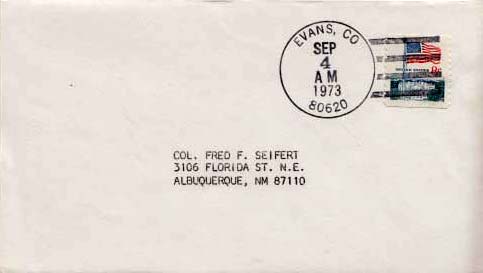 EVANS, CO
SEP
4
AM
1973
80620
COL. FRED F. SEIFERT
3106 FLORIDA ST. N.E.
ALBUQUERQUE, NM 87110